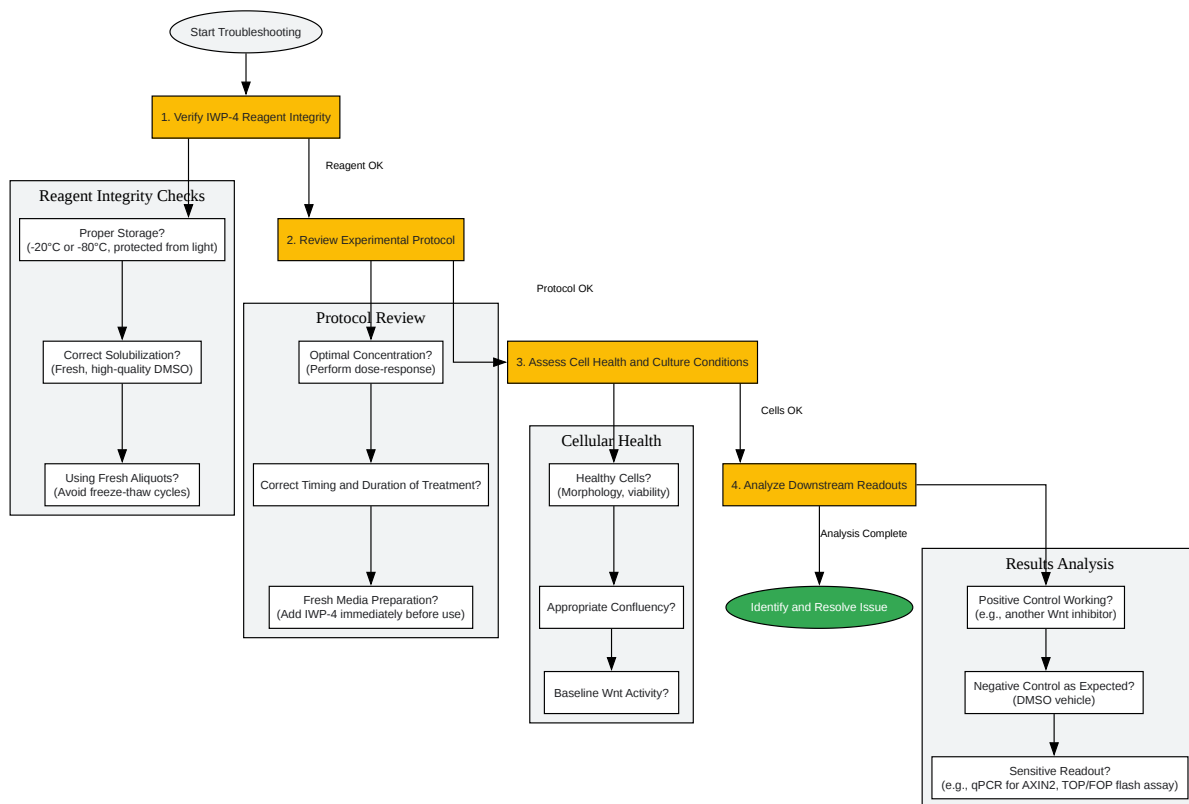 Start Troubleshooting
1. Verify IWP-4 Reagent Integrity
Reagent OK
Reagent Integrity Checks
Proper Storage?
(-20°C or -80°C, protected from light)
Correct Solubilization?
(Fresh, high-quality DMSO)
Using Fresh Aliquots?
(Avoid freeze-thaw cycles)
2. Review Experimental Protocol
Protocol OK
Protocol Review
Optimal Concentration?
(Perform dose-response)
Correct Timing and Duration of Treatment?
Fresh Media Preparation?
(Add IWP-4 immediately before use)
3. Assess Cell Health and Culture Conditions
Cells OK
Cellular Health
Healthy Cells?
(Morphology, viability)
Appropriate Confluency?
Baseline Wnt Activity?
4. Analyze Downstream Readouts
Analysis Complete
Identify and Resolve Issue
Results Analysis
Positive Control Working?
(e.g., another Wnt inhibitor)
Negative Control as Expected?
(DMSO vehicle)
Sensitive Readout?
(e.g., qPCR for AXIN2, TOP/FOP flash assay)